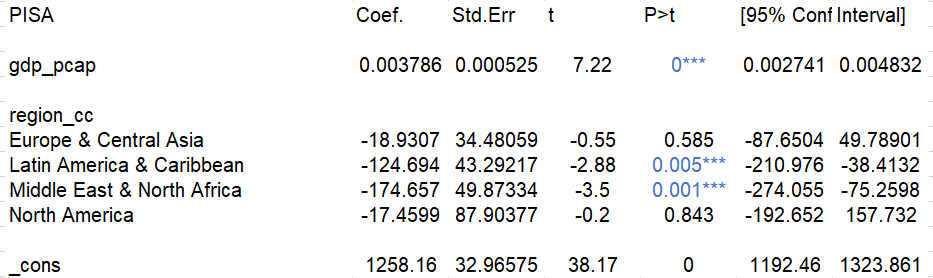 PISA Coef. Std.Err t P>t [95% Conf Interval]
gdp_pcap 0.003786 0.000525 7.22 0*** 0.002741 0.004832
region_cc
Europe & Central Asia -18.9307 34.48059 -0.55 0.585 -87.6504 49.78901
Latin America & Caribbean -124.694 43.29217 -2.88 0.005*** -210.976 -38.4132
Middle East & North Africa -174.657 49.87334 -3.5 0.001*** -274.055 -75.2598
North America -17.4599 87.90377 -0.2 0.843 -192.652 157.732
_cons 1258.16 32.96575 38.17 0 1192.46 1323.861